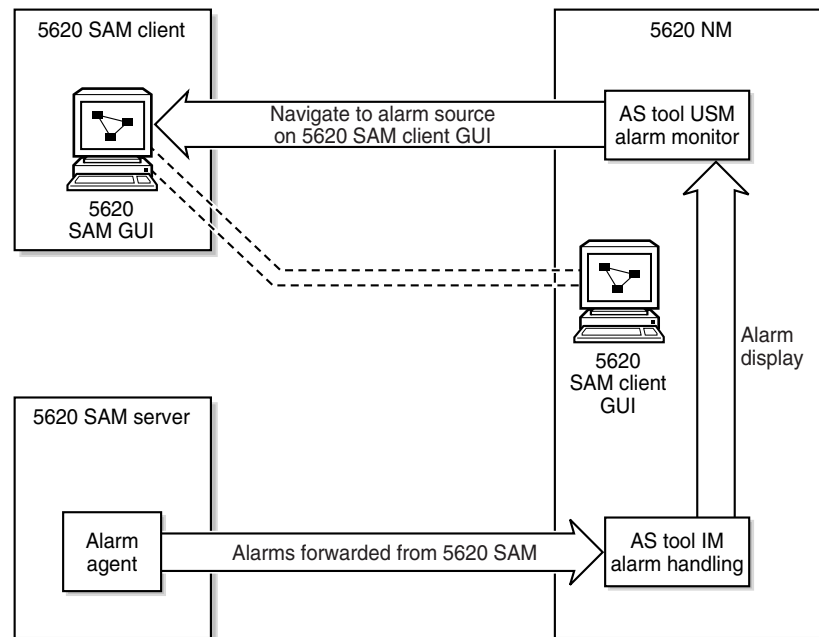 5620 SAM client
5620 NM
Navigate to alarm source
on 5620 SAM client GUI
AS tool USM
alarm monitor
5620
SAM GUI
Alarm
display
5620
SAM client
GUI
5620 SAM server
Alarm
agent
Alarms forwarded from 5620 SAM
AS tool IM
alarm handling